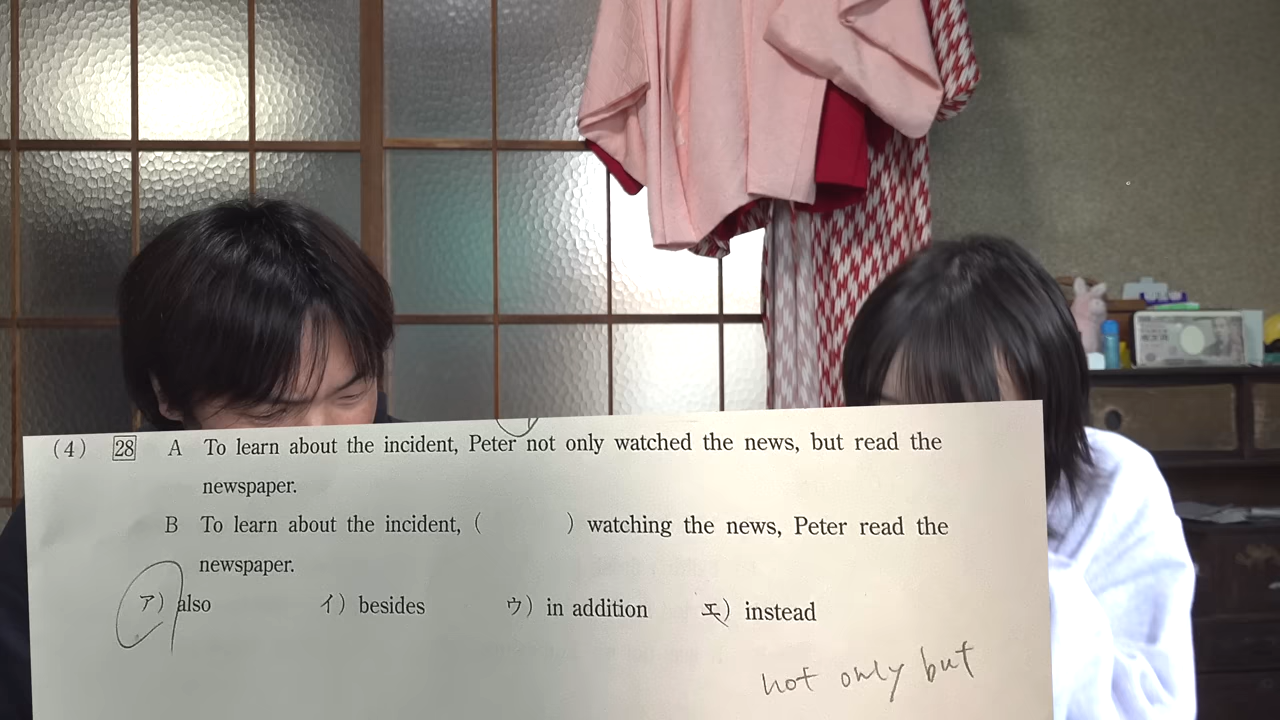 (4) 28 A To learn about the incident, Peter not only watched the news, but read the
newspaper.
B To learn about the incident, ( ) watching the news, Peter read the
newspaper.
ア) also イ) besides ウ) in addition エ) instead
not only but